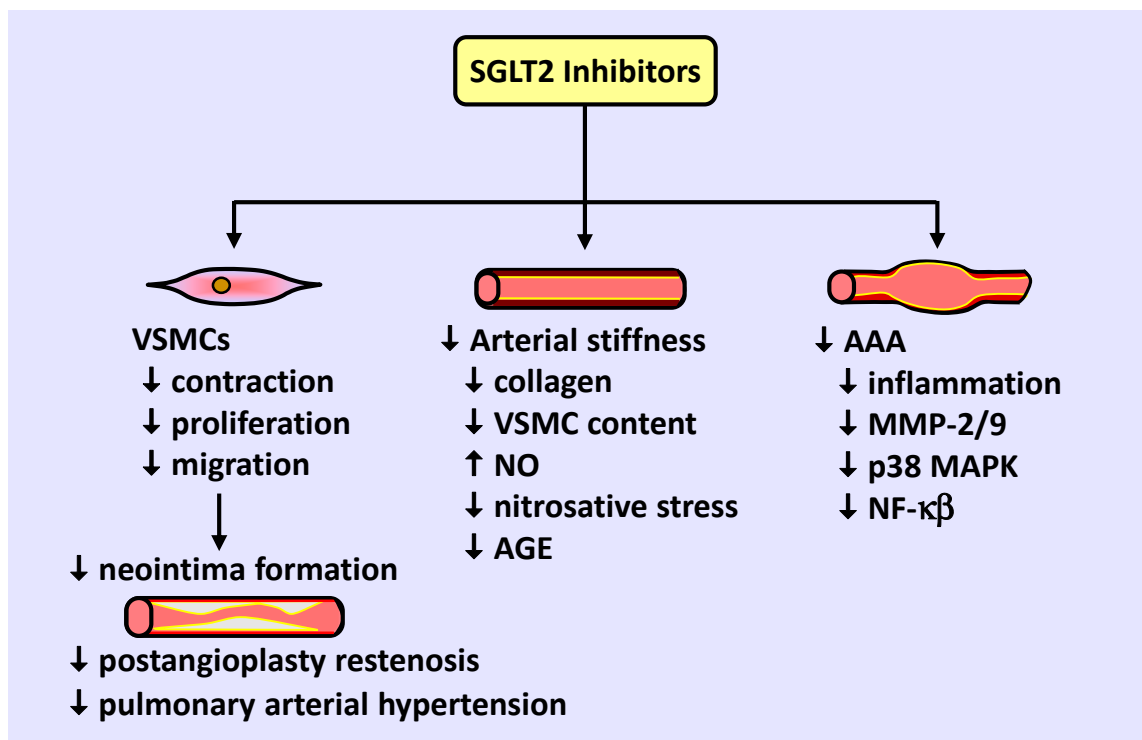 SGLT2 Inhibitors
VSMCs
↓ contraction
↓ proliferation
↓ migration
↓ neointima formation
↓ postangioplasty restenosis
↓ pulmonary arterial hypertension
↓ Arterial stiffness
↓ collagen
↓ VSMC content
↑ NO
↓ nitrosative stress
↓ AGE
↓ AAA
↓ inflammation
↓ MMP-2/9
↓ p38 MAPK
↓ NF-κβ